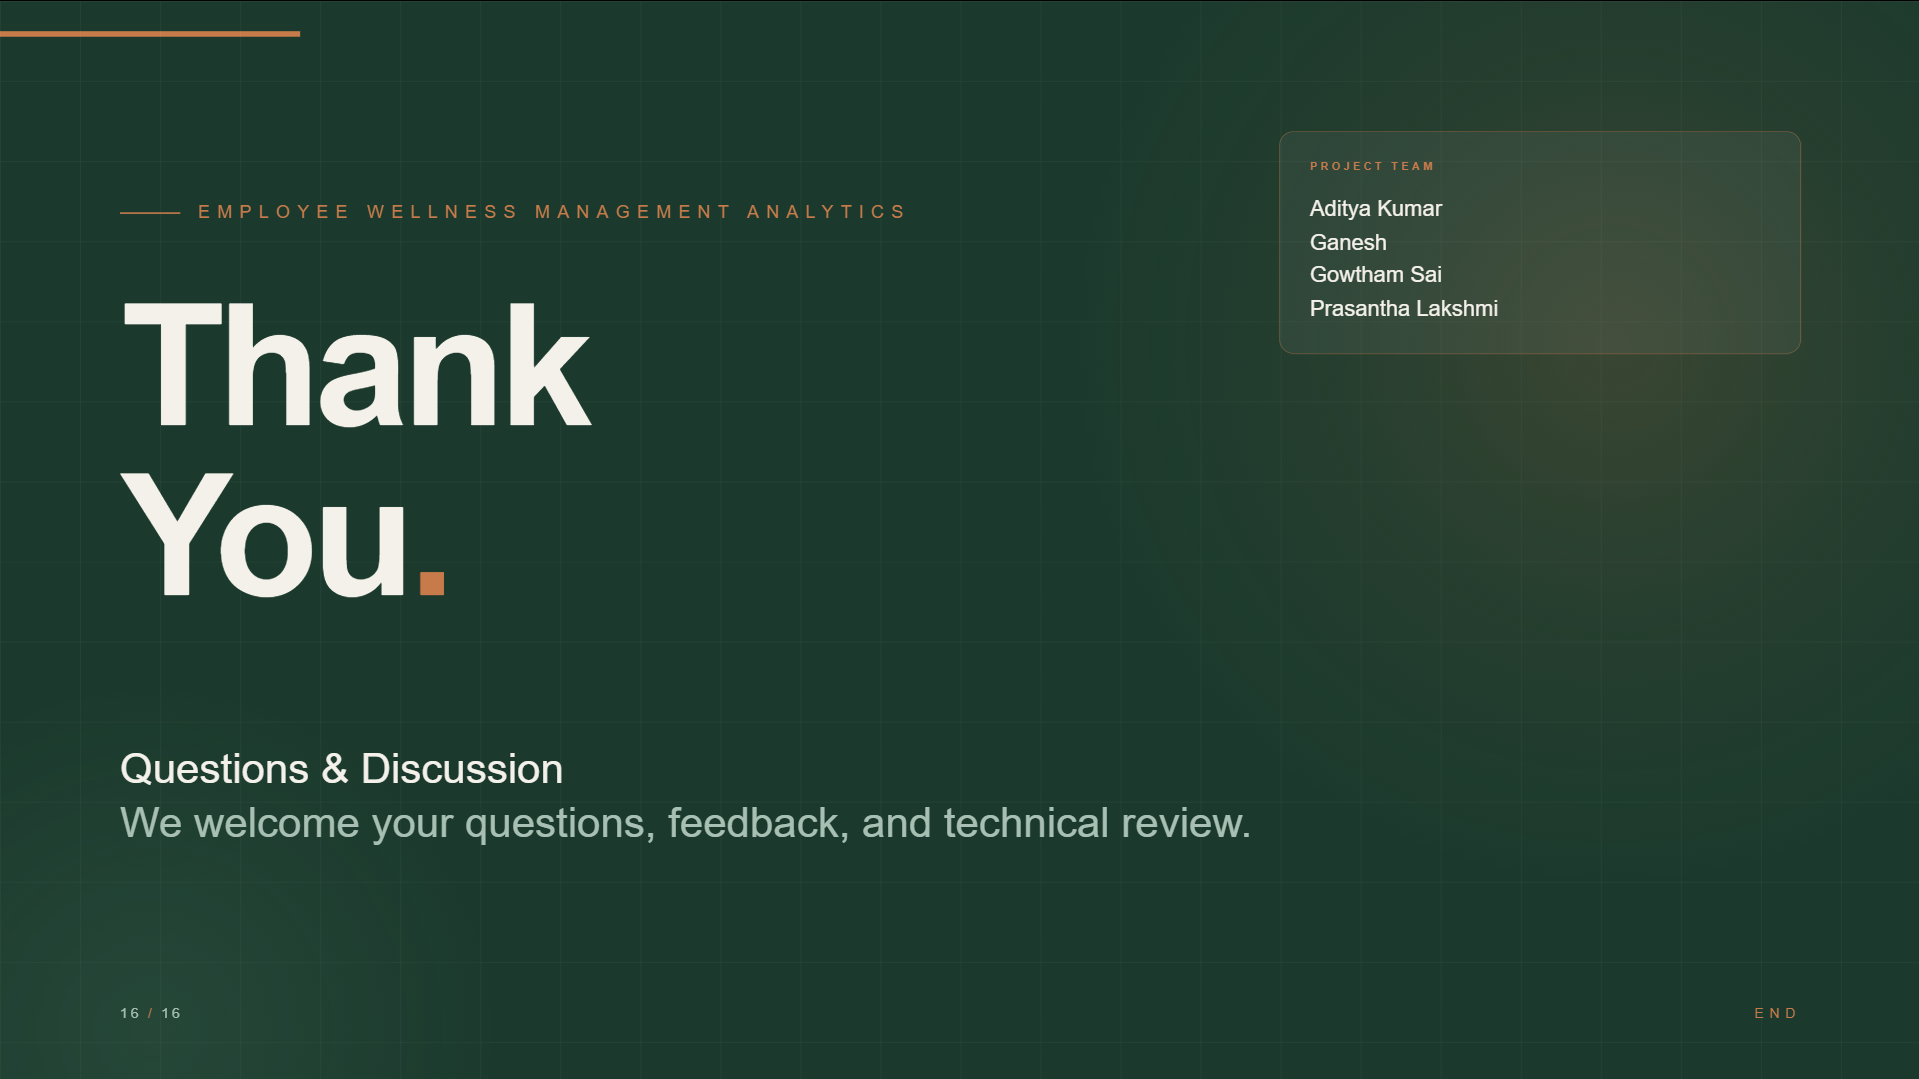 EMPLOYEE WELLNESS MANAGEMENT ANALYTICS
Thank
You.
Questions & Discussion
We welcome your questions, feedback, and technical review.
PROJECT TEAM
Aditya Kumar
Ganesh
Gowtham Sai
Prasantha Lakshmi
16 / 16
END